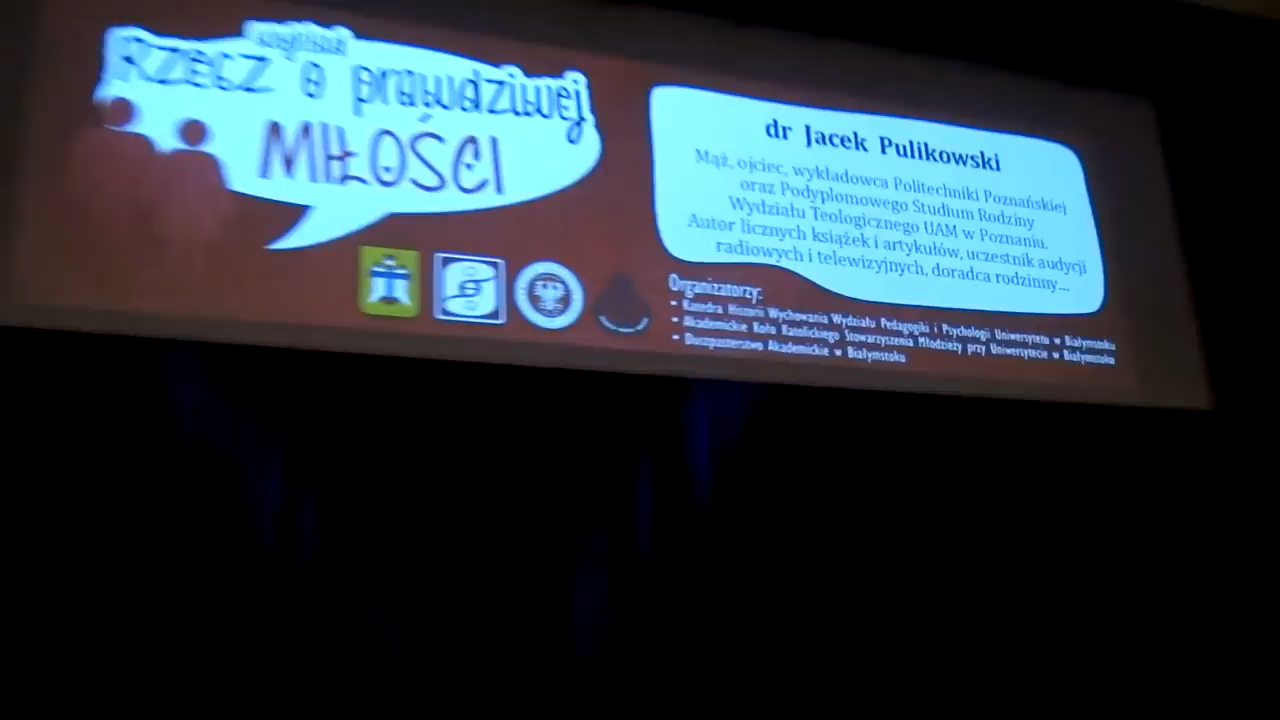 wykład
Rzecz o prawdziwej
MIŁOŚCI
dr Jacek Pulikowski
Mąż, ojciec, wykładowca Politechniki Poznańskiej
oraz Podyplomowego Studium Rodziny
Wydziału Teologicznego UAM w Poznaniu.
Autor licznych książek i artykułów, uczestnik audycji
radiowych i telewizyjnych, doradca rodzinny...
Organizatorzy:
- Katedra Historii Wychowania Wydziału Pedagogiki i Psychologii Uniwersytetu w Białymstoku
- Akademickie Koło Katolickiego Stowarzyszenia Młodzieży przy Uniwersytecie w Białymstoku
- Duszpasterstwo Akademickie w Białymstoku